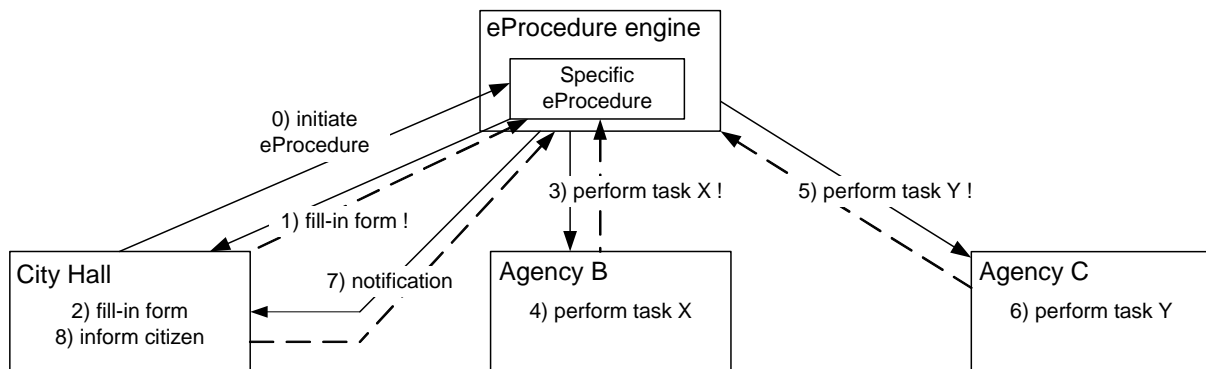 eProcedure engine
Specific
eProcedure
0) initiate
eProcedure
3) perform task X !
5) perform task Y !
1) fill-in form !
City Hall
7) notification
2) fill-in form
8) inform citizen
Agency B
4) perform task X
Agency C
6) perform task Y